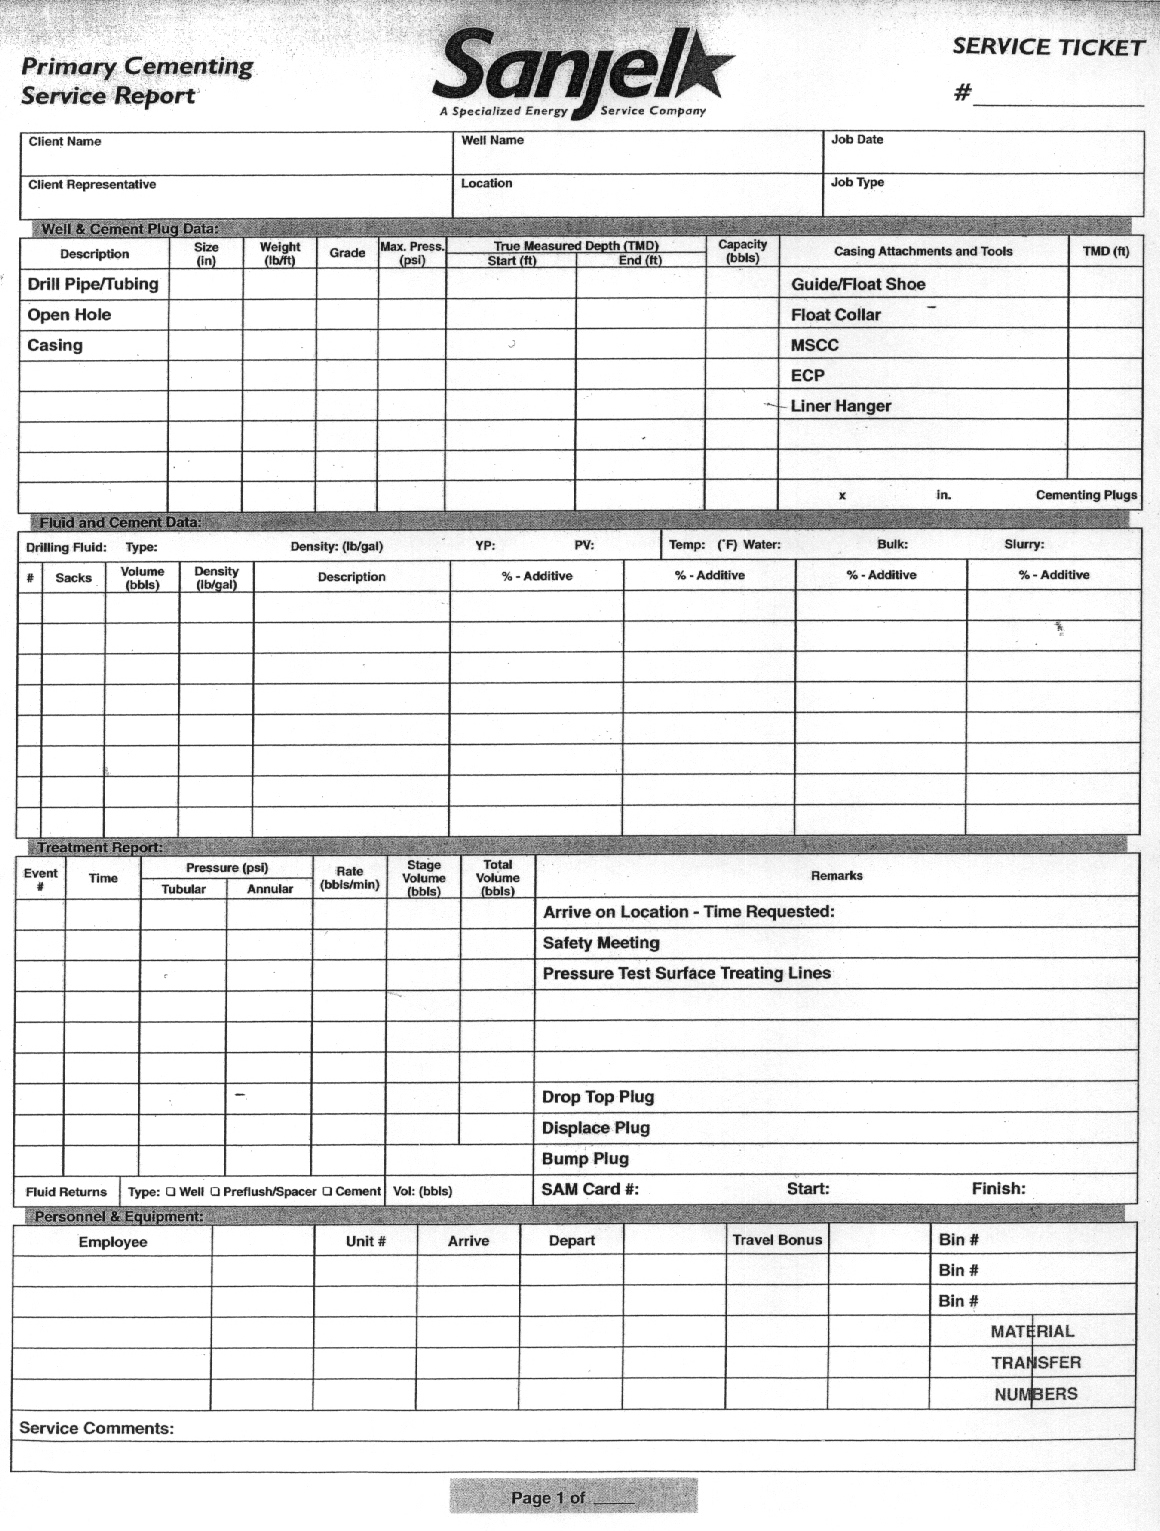 Primary Cementing
Service Report
Sanjel
A Specialized Energy Service Company
SERVICE TICKET
#
Client Name Well Name Job Date
Client Representative Location Job Type
Well & Cement Plug Data:
Description Size (in) Weight (lb/ft) Grade Max. Press. (psi) True Measured Depth (TMD) Start (ft) End (ft) Capacity (bbls) Casing Attachments and Tools TMD (ft)
Drill Pipe/Tubing Guide/Float Shoe
Open Hole Float Collar
Casing MSCC
ECP
Liner Hanger
x in. Cementing Plugs
Fluid and Cement Data:
Drilling Fluid: Type: Density: (lb/gal) YP: PV: Temp: (°F) Water: Bulk: Slurry:
# Sacks Volume (bbls) Density (lb/gal) Description % - Additive % - Additive % - Additive % - Additive
Treatment Report:
Event # Time Pressure (psi) Tubular Annular Rate (bbls/min) Stage Volume (bbls) Total Volume (bbls) Remarks
Arrive on Location - Time Requested:
Safety Meeting
Pressure Test Surface Treating Lines
Drop Top Plug
Displace Plug
Bump Plug
Fluid Returns Type: ❏ Well ❏ Preflush/Spacer ❏ Cement Vol: (bbls) SAM Card #: Start: Finish:
Personnel & Equipment:
Employee Unit # Arrive Depart Travel Bonus Bin #
Bin #
Bin #
MATERIAL
TRANSFER
NUMBERS
Service Comments:
Page 1 of ____